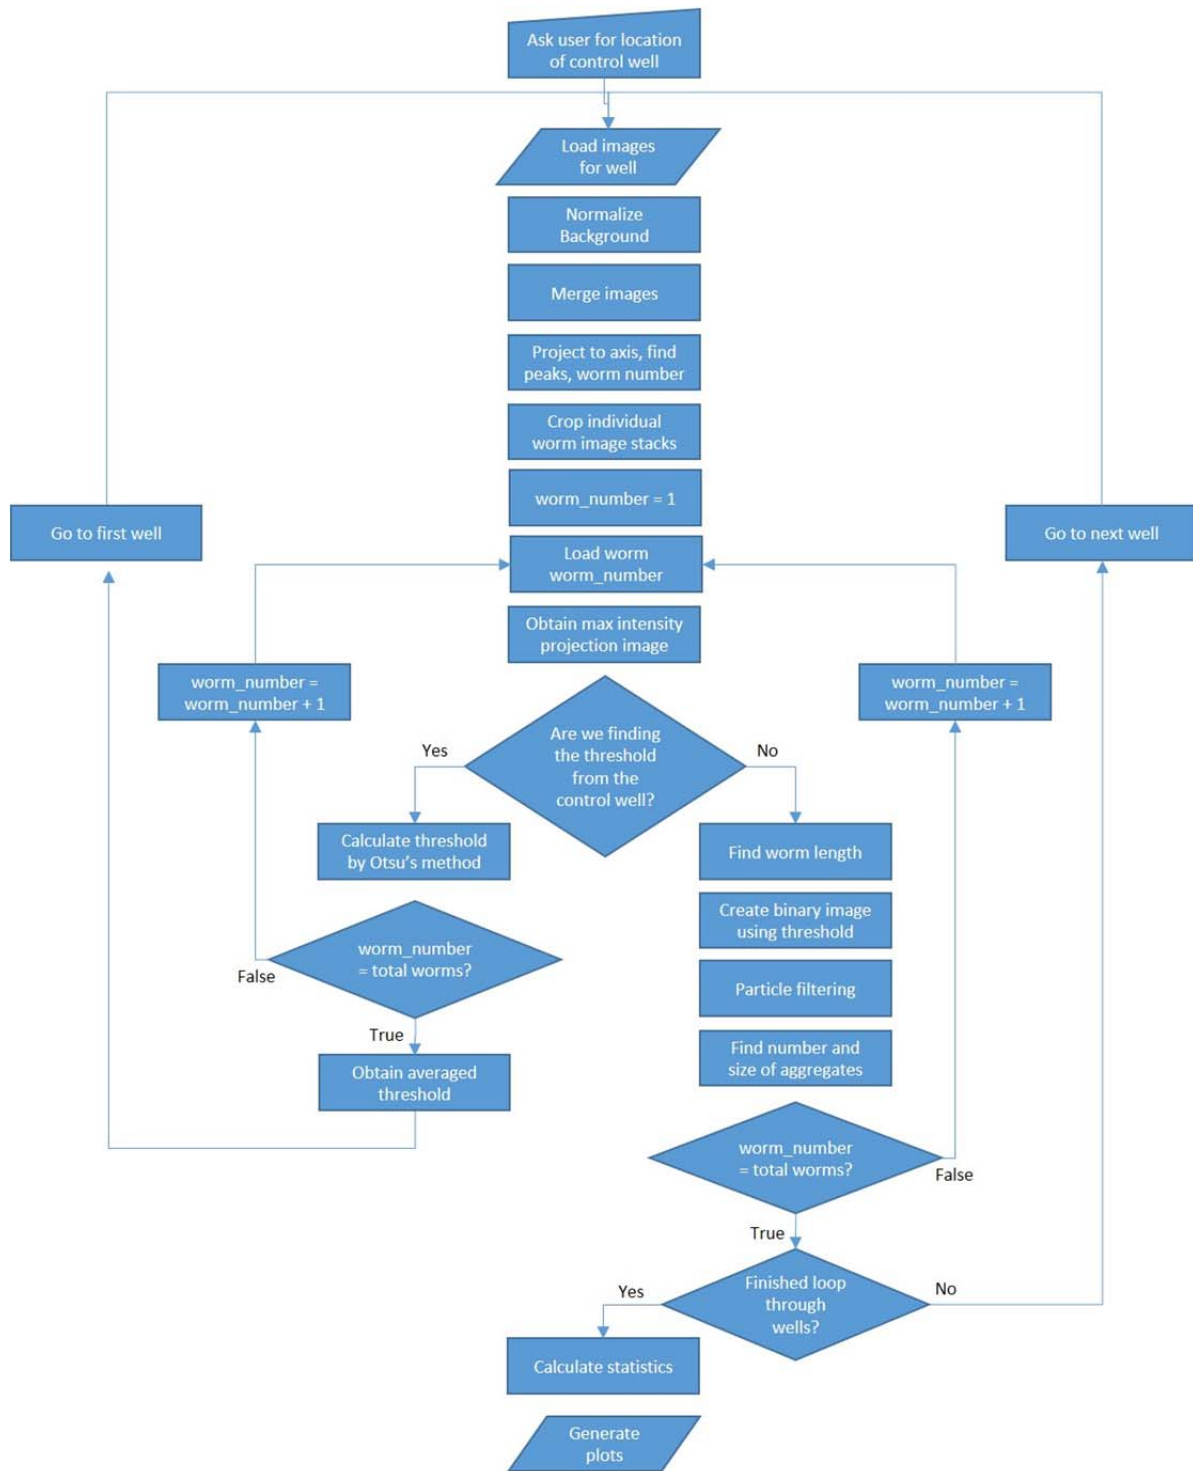 Ask user for location
of control well
Load images
for well
Normalize
Background
Merge images
Project to axis, find
peaks, worm number
Crop individual
worm image stacks
worm_number = 1
Go to first well
Go to next well
Load worm
worm_number
Obtain max intensity
projection image
worm_number =
worm_number + 1
worm_number =
worm_number + 1
Are we finding
the threshold
from the
control well?
Yes
No
Calculate threshold
by Otsu's method
Find worm length
Create binary image
using threshold
worm_number
= total worms?
False
Particle filtering
True
Obtain averaged
threshold
Find number and
size of aggregates
worm_number
= total worms?
False
True
Finished loop
through
wells?
Yes
No
Calculate statistics
Generate
plots